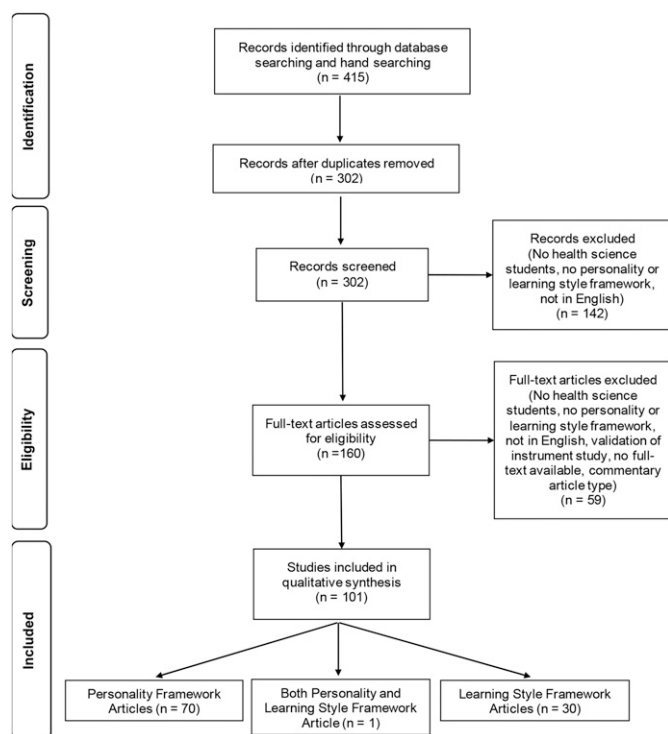 Identification
Records identified through database
searching and hand searching
(n = 415)
Records after duplicates removed
(n = 302)
Screening
Records screened
(n = 302)
Records excluded
(No health science
students, no personality or
learning style framework,
not in English)
(n = 142)
Eligibility
Full-text articles assessed
for eligibility
(n =160)
Full-text articles excluded
(No health science
students, no personality or
learning style framework,
not in English, validation of
instrument study, no full-
text available, commentary
article type)
(n = 59)
Included
Studies included in
qualitative synthesis
(n = 101)
Personality Framework
Articles (n = 70)
Both Personality and
Learning Style Framework
Article (n = 1)
Learning Style Framework
Articles (n = 30)